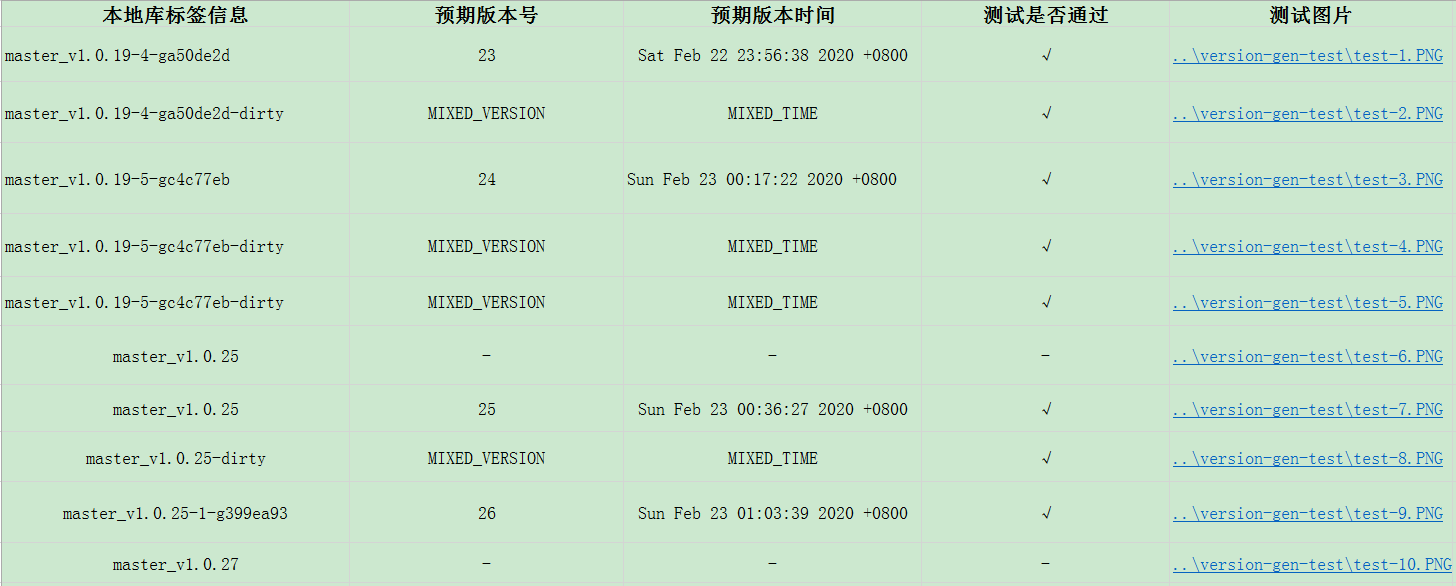 本地库标签信息 预期版本号 预期版本时间 测试是否通过 测试图片
master_v1.0.19-4-ga50de2d 23 Sat Feb 22 23:56:38 2020 +0800 √ ..\version-gen-test\test-1.PNG
master_v1.0.19-4-ga50de2d-dirty MIXED_VERSION MIXED_TIME √ ..\version-gen-test\test-2.PNG
master_v1.0.19-5-gc4c77eb 24 Sun Feb 23 00:17:22 2020 +0800 √ ..\version-gen-test\test-3.PNG
master_v1.0.19-5-gc4c77eb-dirty MIXED_VERSION MIXED_TIME √ ..\version-gen-test\test-4.PNG
master_v1.0.19-5-gc4c77eb-dirty MIXED_VERSION MIXED_TIME √ ..\version-gen-test\test-5.PNG
master_v1.0.25 - - - ..\version-gen-test\test-6.PNG
master_v1.0.25 25 Sun Feb 23 00:36:27 2020 +0800 √ ..\version-gen-test\test-7.PNG
master_v1.0.25-dirty MIXED_VERSION MIXED_TIME √ ..\version-gen-test\test-8.PNG
master_v1.0.25-1-g399ea93 26 Sun Feb 23 01:03:39 2020 +0800 √ ..\version-gen-test\test-9.PNG
master_v1.0.27 - - - ..\version-gen-test\test-10.PNG